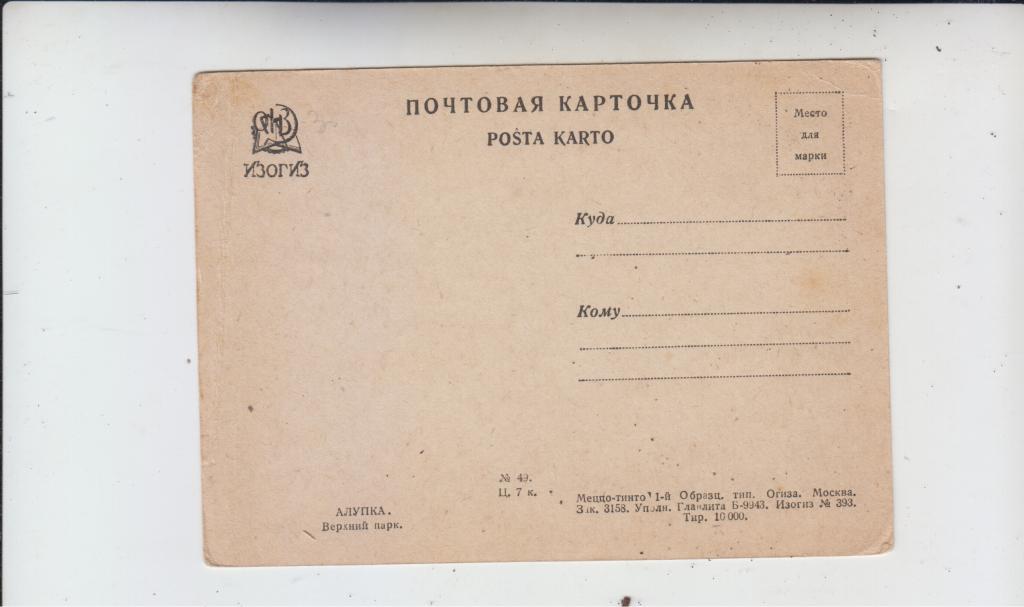 ИЗОГИЗ
ПОЧТОВАЯ КАРТОЧКА
POŜTA KARTO
Место
для
марки
Куда
Кому
№ 49.
Ц. 7 к.
АЛУПКА.
Верхний парк.
Меццо-тинто 1-й Образц. тип. Огиза. Москва.
Зак. 3158. Уполн. Главлита Б-9943. Изогиз № 393.
Тир. 10 000.